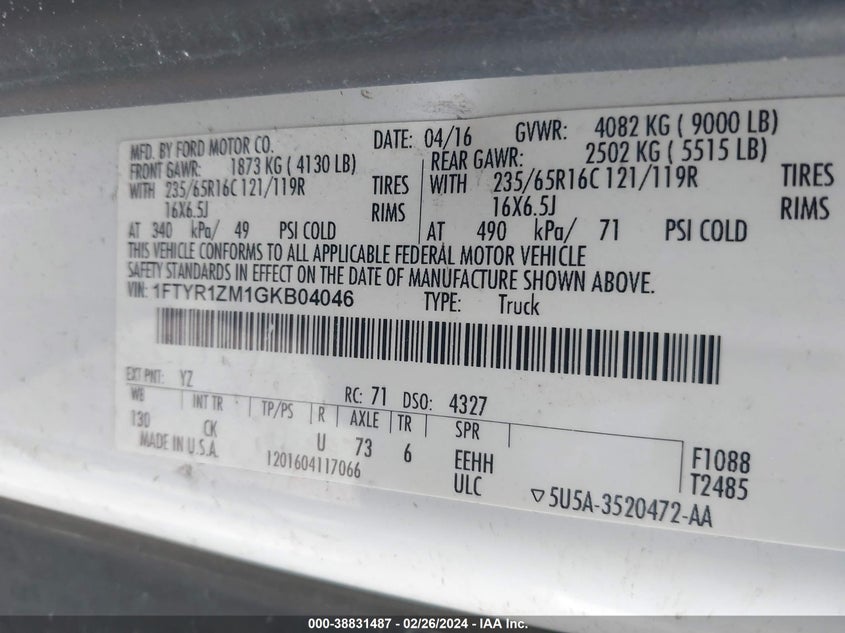 MFD. BY FORD MOTOR CO. DATE: 04/16 GVWR: 4082 KG ( 9000 LB)
FRONT GAWR: 1873 KG ( 4130 LB) REAR GAWR: 2502 KG ( 5515 LB)
WITH 235/65R16C 121/119R TIRES WITH 235/65R16C 121/119R TIRES
16X6.5J RIMS 16X6.5J RIMS
AT 340 kPa/ 49 PSI COLD AT 490 kPa/ 71 PSI COLD
THIS VEHICLE CONFORMS TO ALL APPLICABLE FEDERAL MOTOR VEHICLE
SAFETY STANDARDS IN EFFECT ON THE DATE OF MANUFACTURE SHOWN ABOVE.
VIN: 1FTYR1ZM1GKB04046 TYPE: Truck
EXT PNT: YZ RC: 71 DSO: 4327
WB INT TR TP/PS R AXLE TR SPR
130 CK U 73 6 EEHH F1088
MADE IN U.S.A. 1201604117066 ULC T2485
▽5U5A-3520472-AA
000-38831487 - 02/26/2024 - IAA Inc.